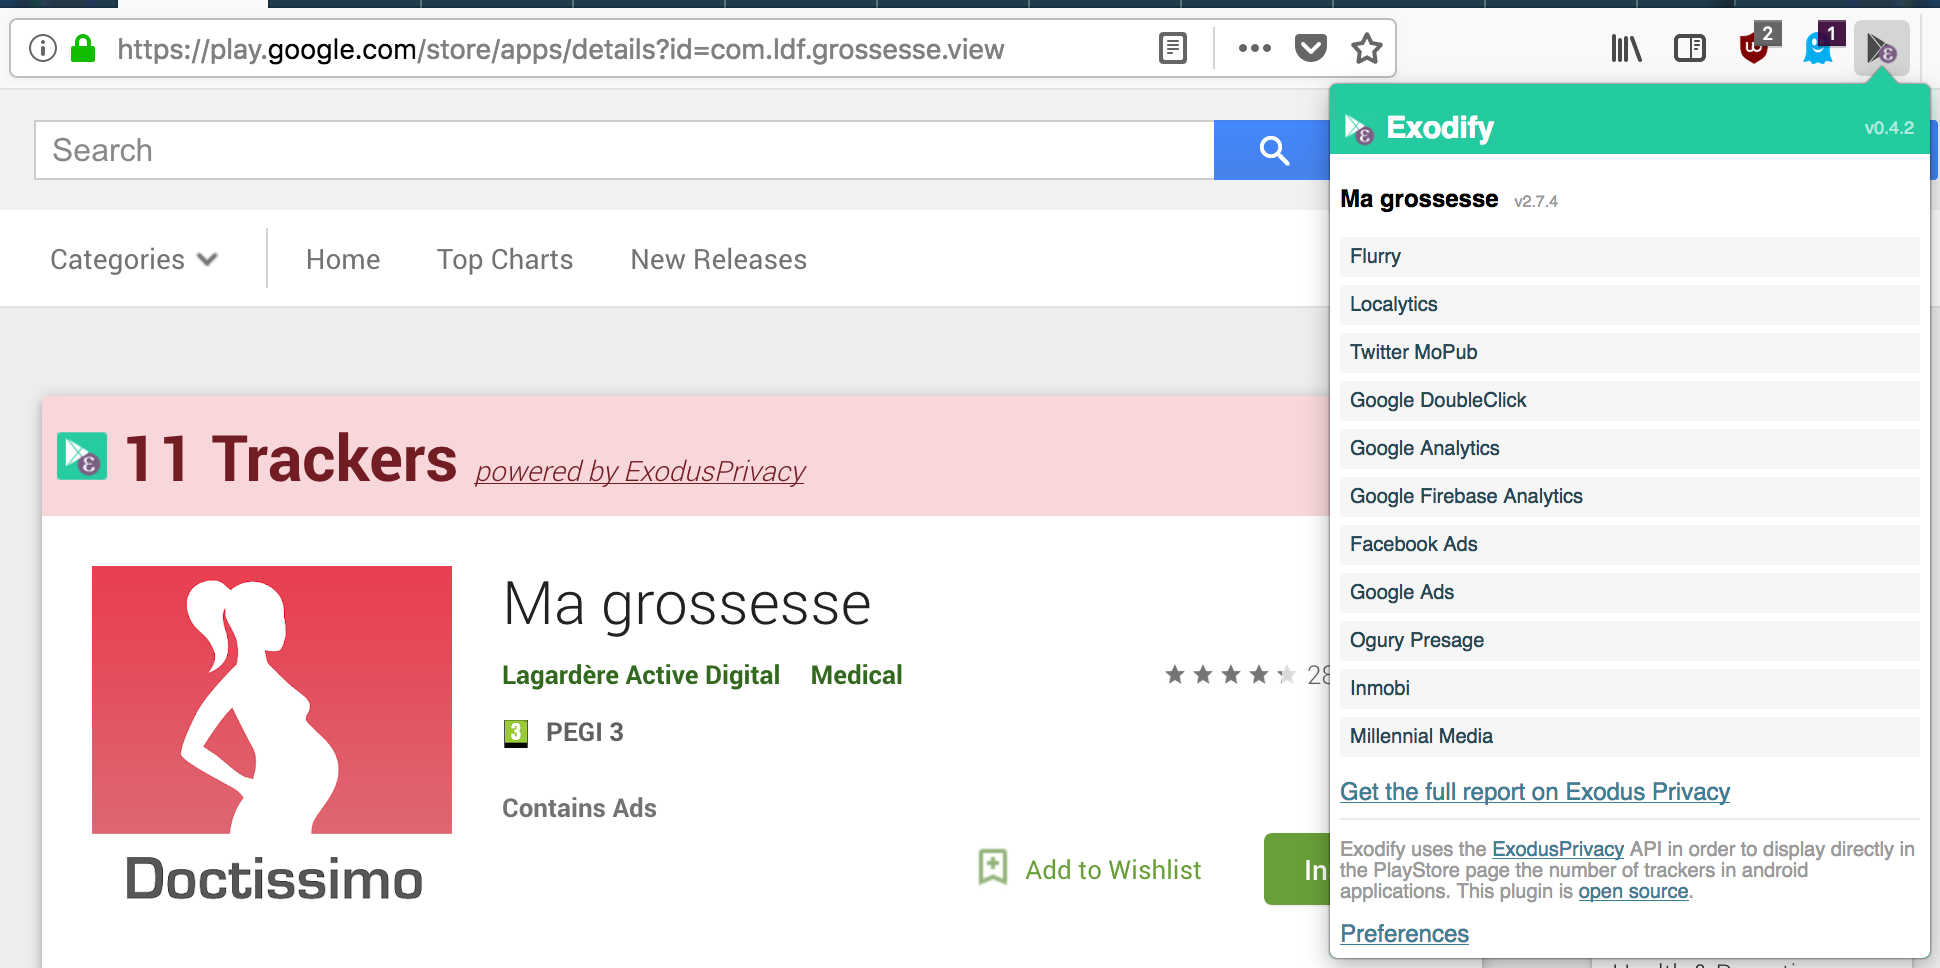 https://play.google.com/store/apps/details?id=com.ldf.grossesse.view
2
1
Search
Categories
Home
Top Charts
New Releases
11 Trackers powered by ExodusPrivacy
Ma grossesse
Lagardère Active Digital Medical
28
3 PEGI 3
Contains Ads
Add to Wishlist
In
Doctissimo
Exodify v0.4.2
Ma grossesse v2.7.4
Flurry
Localytics
Twitter MoPub
Google DoubleClick
Google Analytics
Google Firebase Analytics
Facebook Ads
Google Ads
Ogury Presage
Inmobi
Millennial Media
Get the full report on Exodus Privacy
Exodify uses the ExodusPrivacy API in order to display directly in
the PlayStore page the number of trackers in android
applications. This plugin is open source.
Preferences